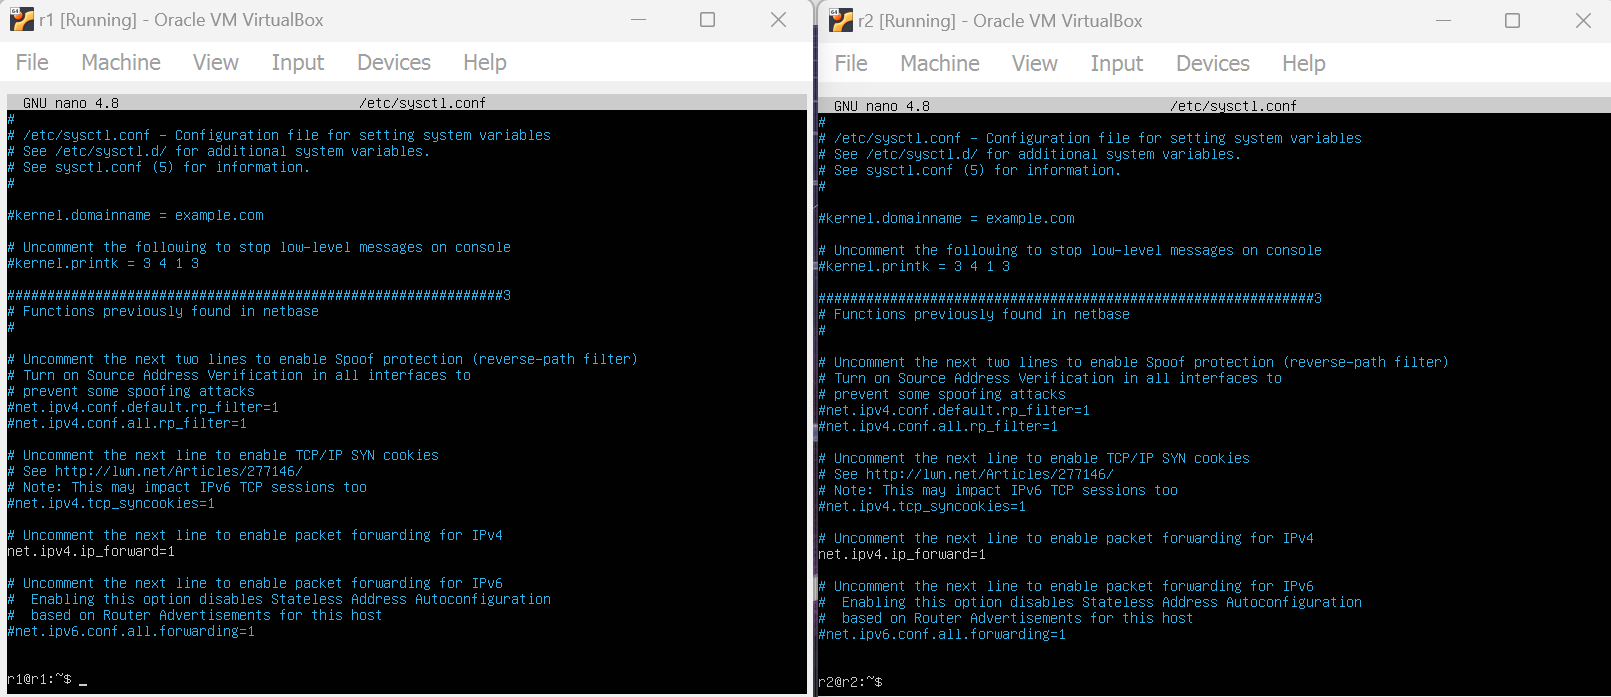 r1 [Running] - Oracle VM VirtualBox
File Machine View Input Devices Help
GNU nano 4.8 /etc/sysctl.conf
#
# /etc/sysctl.conf - Configuration file for setting system variables
# See /etc/sysctl.d/ for additional system variables.
# See sysctl.conf (5) for information.
#
#kernel.domainname = example.com
# Uncomment the following to stop low-level messages on console
#kernel.printk = 3 4 1 3
##############################################################3
# Functions previously found in netbase
#
# Uncomment the next two lines to enable Spoof protection (reverse-path filter)
# Turn on Source Address Verification in all interfaces to
# prevent some spoofing attacks
#net.ipv4.conf.default.rp_filter=1
#net.ipv4.conf.all.rp_filter=1
# Uncomment the next line to enable TCP/IP SYN cookies
# See http://lwn.net/Articles/277146/
# Note: This may impact IPv6 TCP sessions too
#net.ipv4.tcp_syncookies=1
# Uncomment the next line to enable packet forwarding for IPv4
net.ipv4.ip_forward=1
# Uncomment the next line to enable packet forwarding for IPv6
#  Enabling this option disables Stateless Address Autoconfiguration
#  based on Router Advertisements for this host
#net.ipv6.conf.all.forwarding=1
r1@r1:~$ _
r2 [Running] - Oracle VM VirtualBox
File Machine View Input Devices Help
GNU nano 4.8 /etc/sysctl.conf
#
# /etc/sysctl.conf - Configuration file for setting system variables
# See /etc/sysctl.d/ for additional system variables.
# See sysctl.conf (5) for information.
#
#kernel.domainname = example.com
# Uncomment the following to stop low-level messages on console
#kernel.printk = 3 4 1 3
##############################################################3
# Functions previously found in netbase
#
# Uncomment the next two lines to enable Spoof protection (reverse-path filter)
# Turn on Source Address Verification in all interfaces to
# prevent some spoofing attacks
#net.ipv4.conf.default.rp_filter=1
#net.ipv4.conf.all.rp_filter=1
# Uncomment the next line to enable TCP/IP SYN cookies
# See http://lwn.net/Articles/277146/
# Note: This may impact IPv6 TCP sessions too
#net.ipv4.tcp_syncookies=1
# Uncomment the next line to enable packet forwarding for IPv4
net.ipv4.ip_forward=1
# Uncomment the next line to enable packet forwarding for IPv6
#  Enabling this option disables Stateless Address Autoconfiguration
#  based on Router Advertisements for this host
#net.ipv6.conf.all.forwarding=1
r2@r2:~$